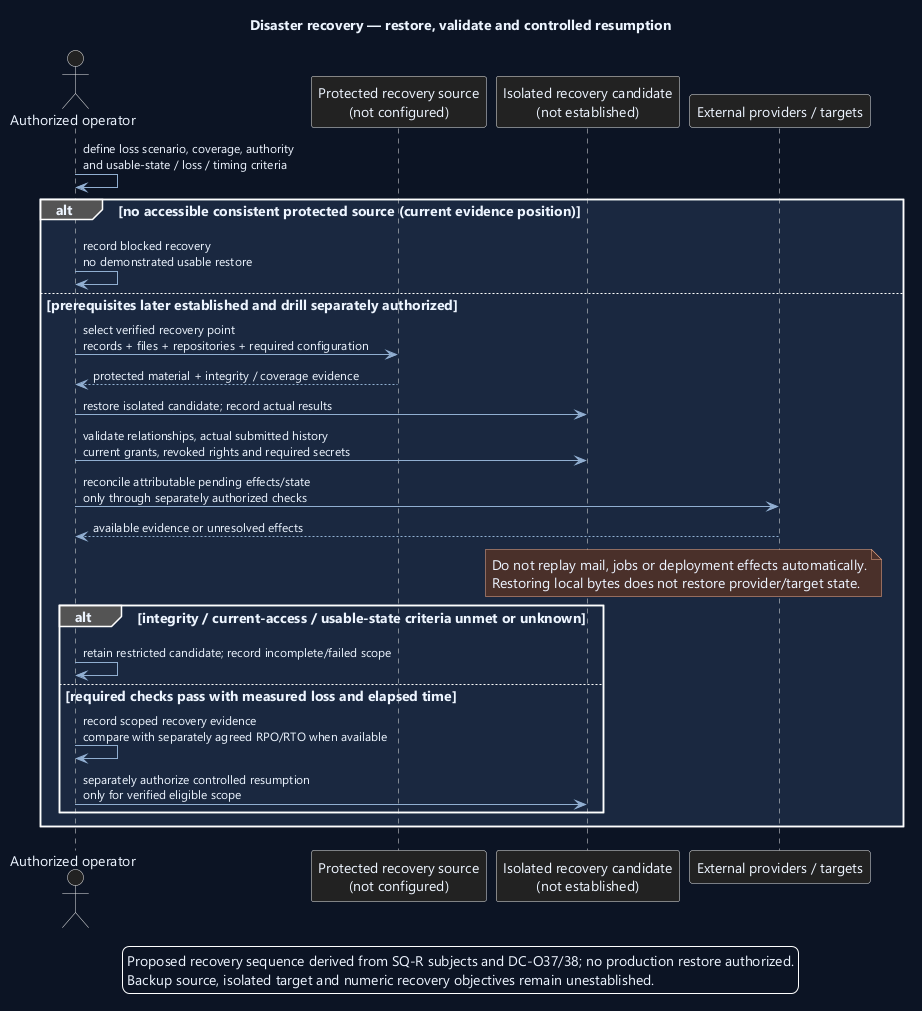 Disaster recovery — restore, validate and controlled resumption
Authorized operator
Protected recovery source
(not configured)
Isolated recovery candidate
(not established)
External providers / targets
define loss scenario, coverage, authority
and usable-state / loss / timing criteria
alt
[no accessible consistent protected source (current evidence position)]
record blocked recovery
no demonstrated usable restore
[prerequisites later established and drill separately authorized]
select verified recovery point
records + files + repositories + required configuration
protected material + integrity / coverage evidence
restore isolated candidate; record actual results
validate relationships, actual submitted history
current grants, revoked rights and required secrets
reconcile attributable pending effects/state
only through separately authorized checks
available evidence or unresolved effects
Do not replay mail, jobs or deployment effects automatically.
Restoring local bytes does not restore provider/target state.
alt
[integrity / current-access / usable-state criteria unmet or unknown]
retain restricted candidate; record incomplete/failed scope
[required checks pass with measured loss and elapsed time]
record scoped recovery evidence
compare with separately agreed RPO/RTO when available
separately authorize controlled resumption
only for verified eligible scope
Authorized operator
Protected recovery source
(not configured)
Isolated recovery candidate
(not established)
External providers / targets
Proposed recovery sequence derived from SQ-R subjects and DC-O37/38; no production restore authorized.
Backup source, isolated target and numeric recovery objectives remain unestablished.